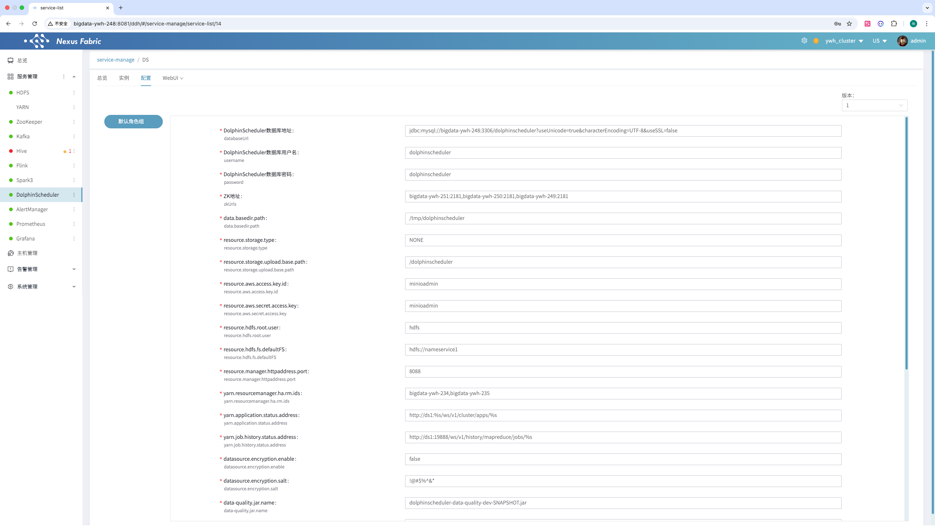 service-list
不安全
bigdata-ywh-248:8081/ddh/#/service-manage/service-list/14
Nexus Fabric
ywh_cluster
US
admin
总览
服务管理
HDFS
YARN
ZooKeeper
Kafka
Hive
1
Flink
Spark3
DolphinScheduler
AlertManager
Prometheus
Grafana
主机管理
告警管理
系统管理
service-manage / DS
总览 实例 配置 WebUI
版本：
1
默认角色组
* DolphinScheduler数据库地址：
databaseUrl
jdbc:mysql://bigdata-ywh-248:3306/dolphinscheduler?useUnicode=true&characterEncoding=UTF-8&useSSL=false
* DolphinScheduler数据库用户名：
username
dolphinscheduler
* DolphinScheduler数据库密码：
password
dolphinscheduler
* ZK地址：
zkUrls
bigdata-ywh-251:2181,bigdata-ywh-250:2181,bigdata-ywh-249:2181
* data.basedir.path：
data.basedir.path
/tmp/dolphinscheduler
* resource.storage.type：
resource.storage.type
NONE
* resource.storage.upload.base.path：
resource.storage.upload.base.path
/dolphinscheduler
* resource.aws.access.key.id：
resource.aws.access.key.id
minioadmin
* resource.aws.secret.access.key：
resource.aws.secret.access.key
minioadmin
* resource.hdfs.root.user：
resource.hdfs.root.user
hdfs
* resource.hdfs.fs.defaultFS：
resource.hdfs.fs.defaultFS
hdfs://nameservice1
* resource.manager.httpaddress.port：
resource.manager.httpaddress.port
8088
* yarn.resourcemanager.ha.rm.ids：
yarn.resourcemanager.ha.rm.ids
bigdata-ywh-234,bigdata-ywh-235
* yarn.application.status.address：
yarn.application.status.address
http://ds1:%s/ws/v1/cluster/apps/%s
* yarn.job.history.status.address：
yarn.job.history.status.address
http://ds1:19888/ws/v1/history/mapreduce/jobs/%s
* datasource.encryption.enable：
datasource.encryption.enable
false
* datasource.encryption.salt：
datasource.encryption.salt
!@#$%^&*
* data-quality.jar.name：
data-quality.jar.name
dolphinscheduler-data-quality-dev-SNAPSHOT.jar